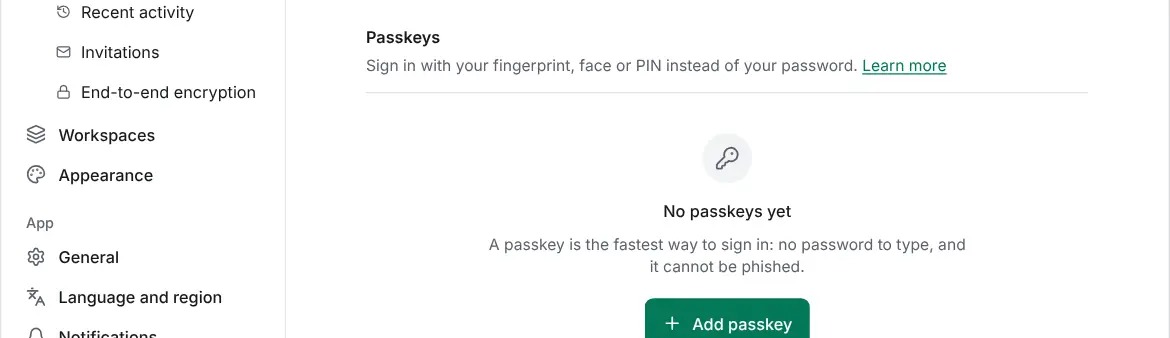 Recent activity
Invitations
End-to-end encryption
Workspaces
Appearance
App
General
Language and region
Notifications
Passkeys
Sign in with your fingerprint, face or PIN instead of your password. Learn more
No passkeys yet
A passkey is the fastest way to sign in: no password to type, and
it cannot be phished.
Add passkey